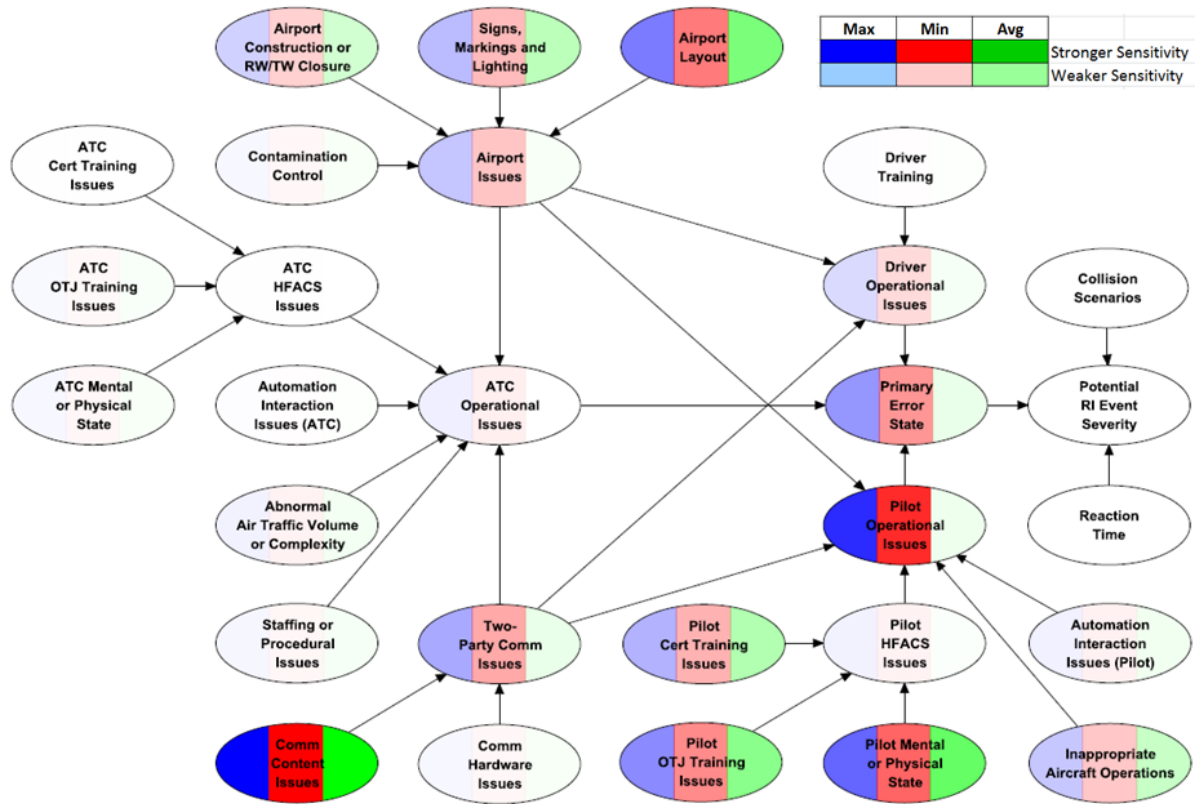 Airport
Construction or
RW/TW Closure
Signs,
Markings and
Lighting
Airport
Layout
Max Min Avg
Stronger Sensitivity
Weaker Sensitivity
ATC
Cert Training
Issues
Contamination
Control
Airport
Issues
Driver
Training
ATC
OTJ Training
Issues
ATC
HFACS
Issues
Driver
Operational
Issues
Collision
Scenarios
ATC Mental
or Physical
State
Automation
Interaction
Issues (ATC)
ATC
Operational
Issues
Primary
Error
State
Potential
RI Event
Severity
Abnormal
Air Traffic Volume
or Complexity
Pilot
Operational
Issues
Reaction
Time
Staffing or
Procedural
Issues
Two-
Party Comm
Issues
Pilot
Cert Training
Issues
Pilot
HFACS
Issues
Automation
Interaction
Issues (Pilot)
Comm
Content
Issues
Comm
Hardware
Issues
Pilot
OTJ Training
Issues
Pilot Mental
or Physical
State
Inappropriate
Aircraft Operations